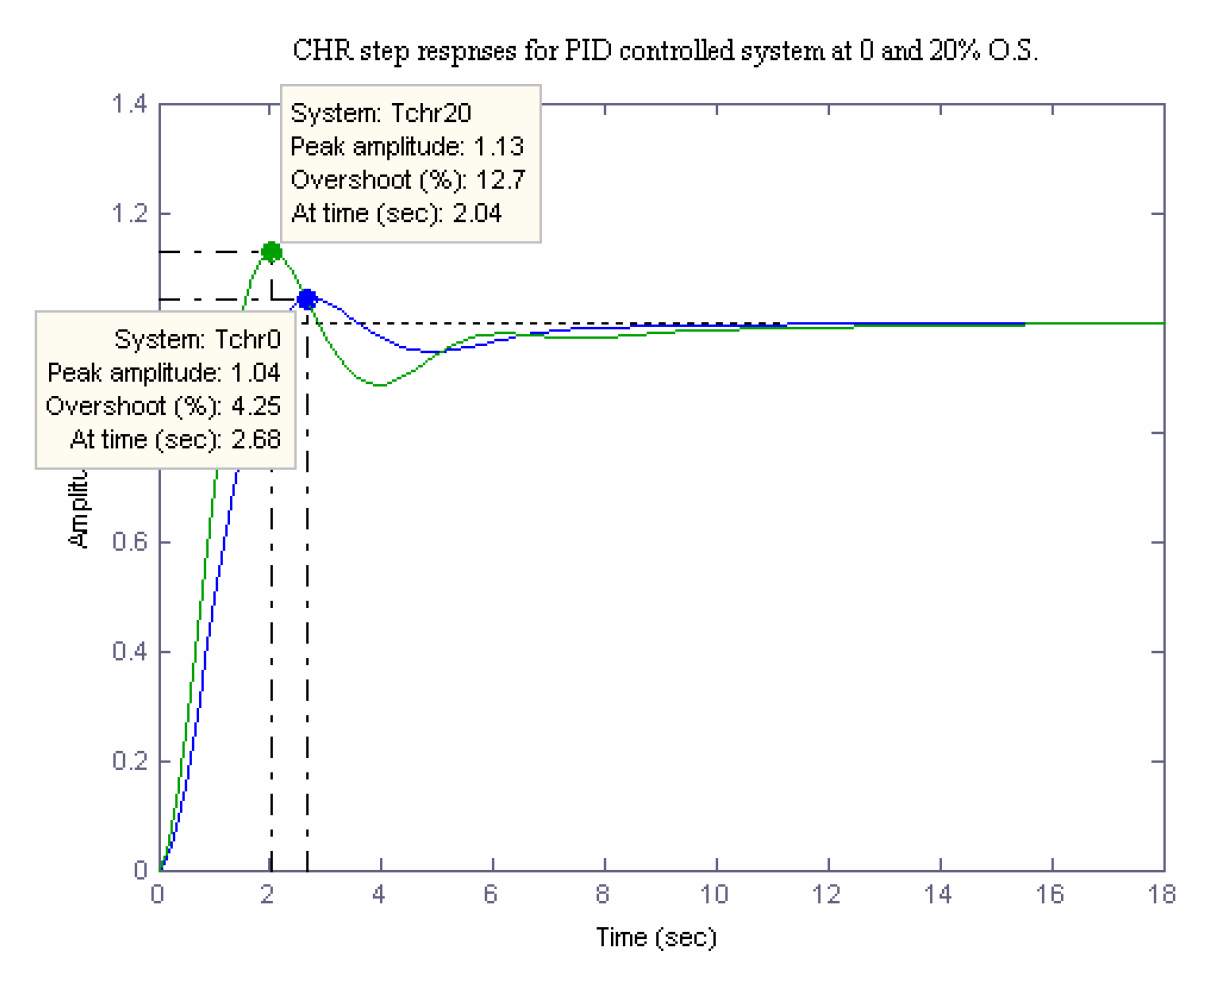 CHR step respnses for PID controlled system at 0 and 20% O.S.
System: Tchr20
Peak amplitude: 1.13
Overshoot (%): 12.7
At time (sec): 2.04
System: Tchr0
Peak amplitude: 1.04
Overshoot (%): 4.25
At time (sec): 2.68
1.4
1.2
0.6
0.4
0.2
0
Amplitu
0 2 4 6 8 10 12 14 16 18
Time (sec)